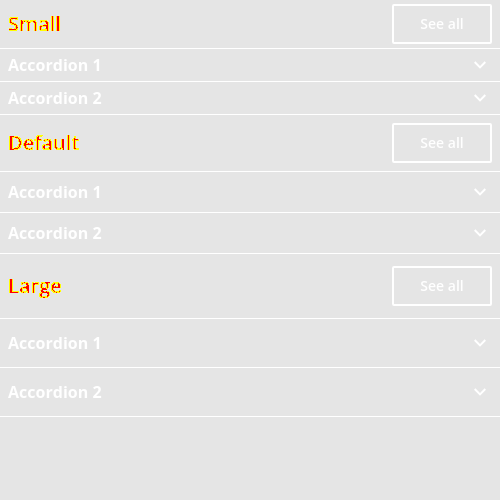 Small
See all
Accordion 1
Accordion 2
Default
See all
Accordion 1
Accordion 2
Large
See all
Accordion 1
Accordion 2